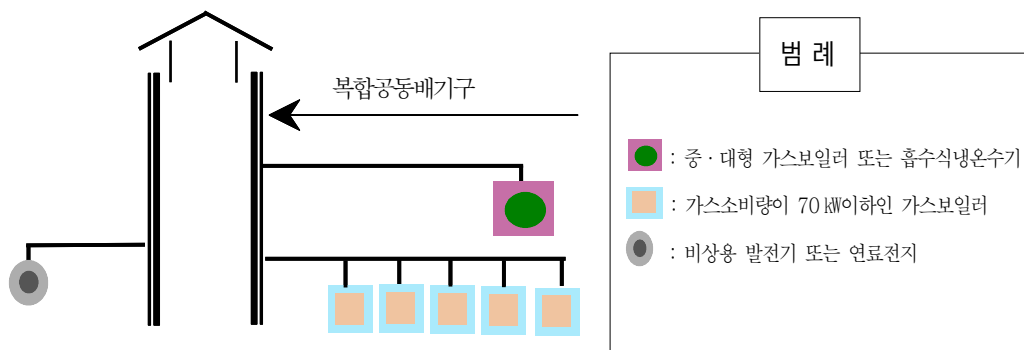 범 례
복합공동배기구
: 중 · 대형 가스보일러 또는 흡수식냉온수기
: 가스소비량이 70 ㎾이하인 가스보일러
: 비상용 발전기 또는 연료전지